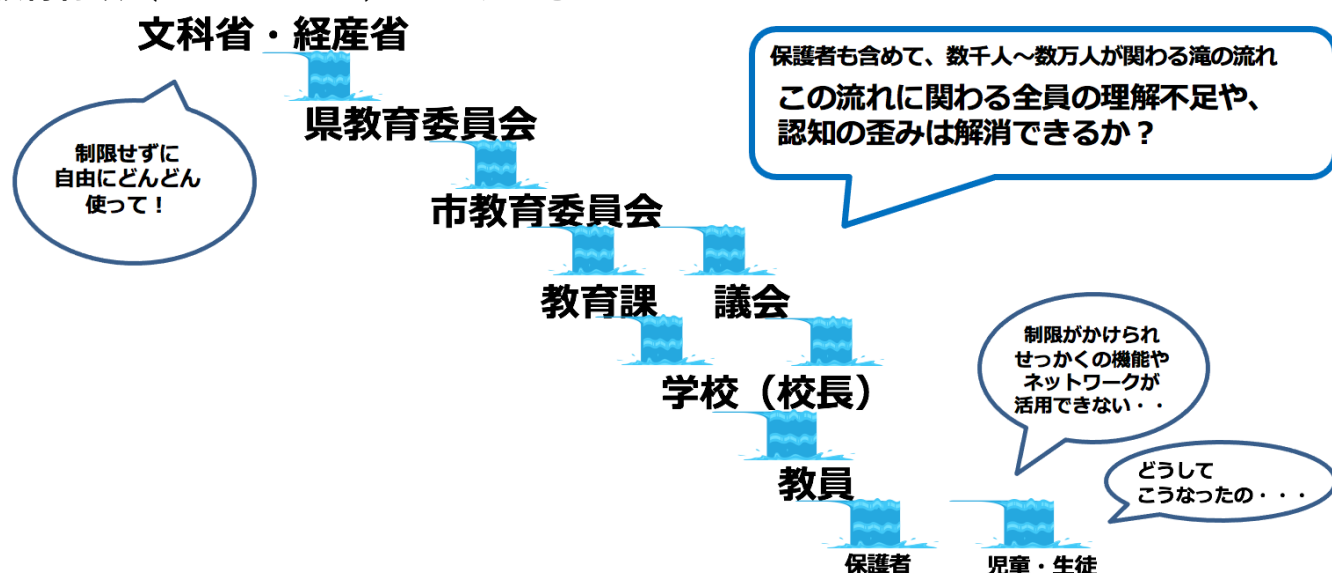 文科省・経産省
県教育委員会
市教育委員会
教育課
議会
学校（校長）
教員
保護者
児童・生徒
制限せずに
自由にどんどん
使って！
保護者も含めて、数千人～数万人が関わる滝の流れ
この流れに関わる全員の理解不足や、
認知の歪みは解消できるか？
制限がかけられ
せっかくの機能や
ネットワークが
活用できない・・
どうして
こうなったの・・・